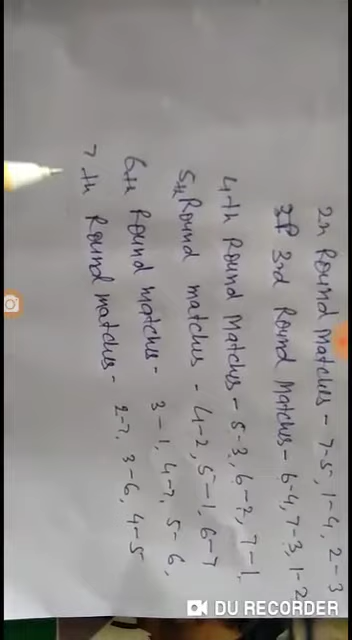 2n Round Matches - 7-5, 1-4, 2-3
3rd Round Matches - 6-4, 7-3, 1-2
4th Round Matches - 5-3, 6-2, 7-1
5th Round matches - 4-2, 5-1, 6-7
6th Round matches - 3-1, 4-7, 5-6,
7th Round matches - 2-7, 3-6, 4-5
DU RECORDER